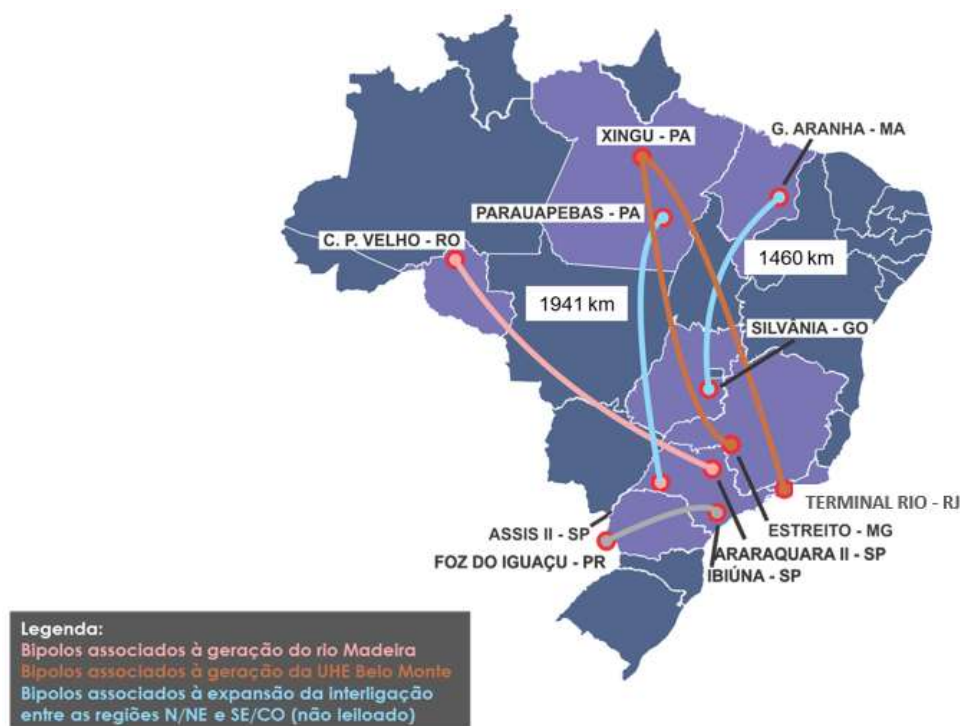 XINGU - PA
G. ARANHA - MA
PARAUAPEBAS - PA
C. P. VELHO - RO
1460 km
1941 km
SILVÂNIA - GO
TERMINAL RIO - RJ
ASSIS II - SP
ESTREITO - MG
FOZ DO IGUAÇU - PR
ARARAQUARA II - SP
IBIÚNA - SP
Legenda:
Bipolos associados à geração do rio Madeira
Bipolos associados à geração da UHE Belo Monte
Bipolos associados à expansão da interligação
entre as regiões N/NE e SE/CO (não leiloado)